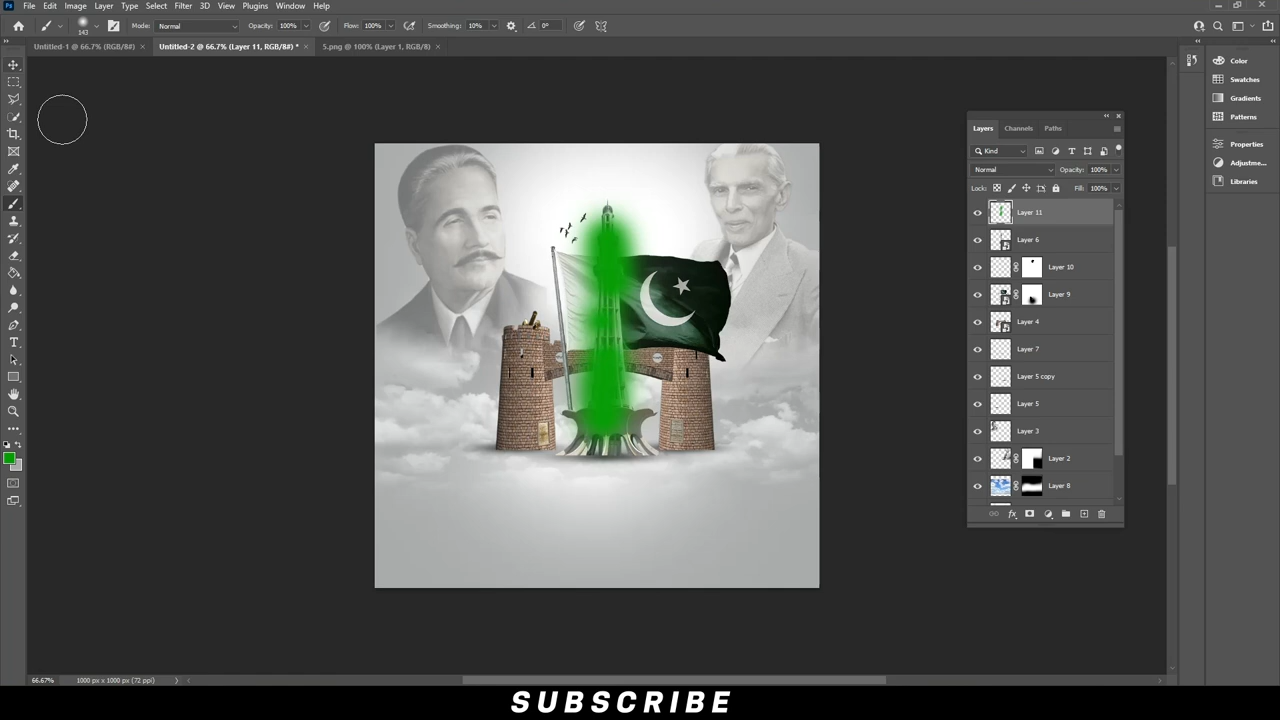 File Edit Image Layer Type Select Filter 3D View Plugins Window Help
Mode: Normal Opacity: 100% Flow: 100% Smoothing: 10% 0°
143
Untitled-1 @ 66.7% (RGB/8#) × Untitled-2 @ 66.7% (Layer 11, RGB/8#) * × 5.png @ 100% (Layer 1, RGB/8) ×
Color
Swatches
Gradients
Patterns
Properties
Adjustme...
Libraries
Layers Channels Paths
Kind
Normal Opacity: 100%
Lock: Fill: 100%
Layer 11
Layer 6
Layer 10
Layer 9
Layer 4
Layer 7
Layer 5 copy
Layer 5
Layer 3
Layer 2
Layer 8
fx
66.67% 1000 px x 1000 px (72 ppi)
SUBSCRIBE